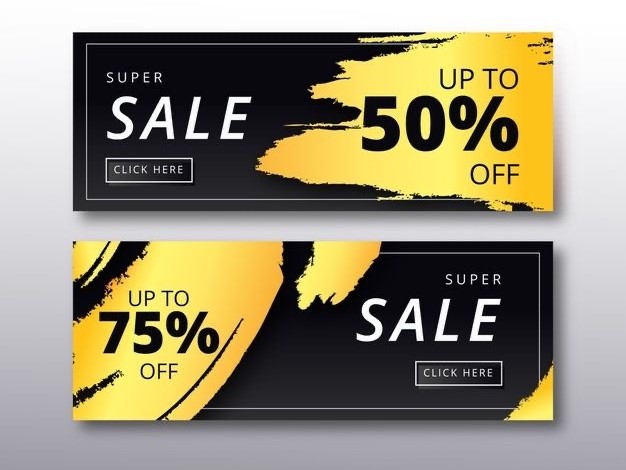 SUPER
SALE
CLICK HERE
UP TO
50%
OFF
UP TO
75%
OFF
SUPER
SALE
CLICK HERE